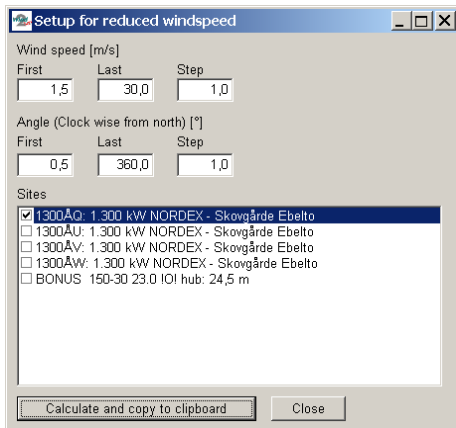 Setup for reduced windspeed
Wind speed [m/s]
First Last Step
1,5 30,0 1,0
Angle (Clock wise from north) [°]
First Last Step
0,5 360,0 1,0
Sites
1300ÅQ: 1.300 kW NORDEX - Skovgårde Ebelto
1300ÅU: 1.300 kW NORDEX - Skovgårde Ebelto
1300ÅV: 1.300 kW NORDEX - Skovgårde Ebelto
1300ÅW: 1.300 kW NORDEX - Skovgårde Ebelto
BONUS 150-30 23.0 !O! hub: 24,5 m
Calculate and copy to clipboard Close